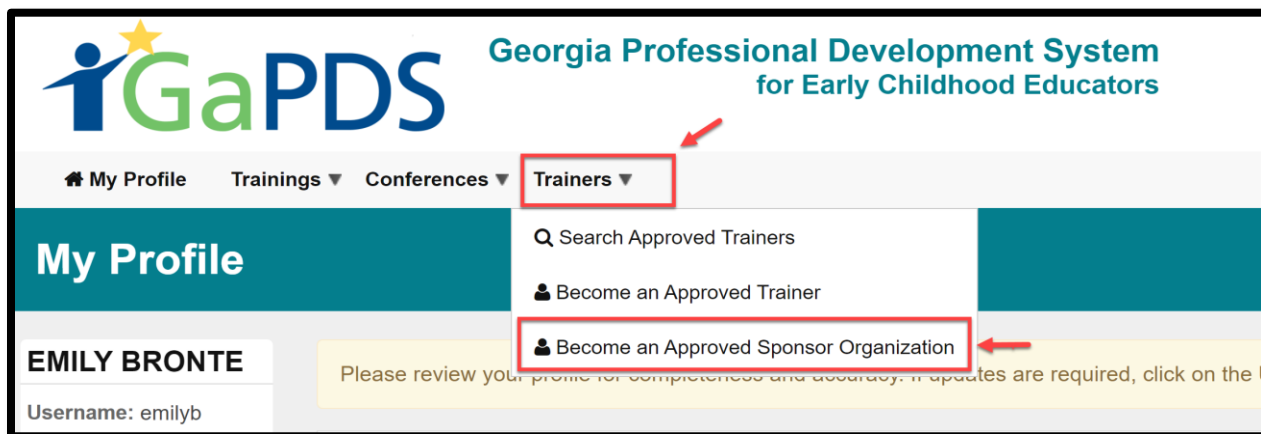 GaPDS
Georgia Professional Development System
for Early Childhood Educators
My Profile Trainings Conferences Trainers
Search Approved Trainers
My Profile
Become an Approved Trainer
Become an Approved Sponsor Organization
EMILY BRONTE
Please review your profile for completeness and accuracy. If updates are required, click on the
Username: emilyb